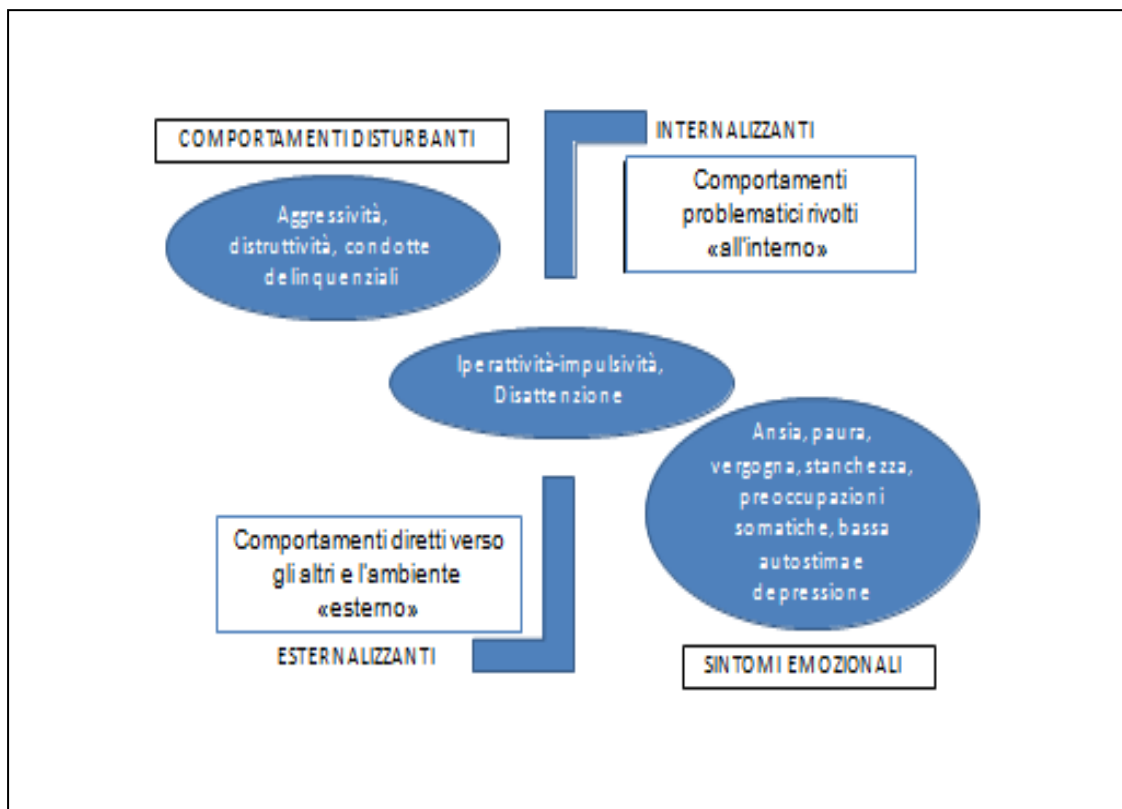 COMPORTAMENTI DISTURBANTI
Aggressività,
distruttività, condotte
delinquenziali
INTERNALIZZANTI
Comportamenti
problematici rivolti
«all'interno»
Iperattività-impulsività,
Disattenzione
Ansia, paura,
vergogna, stanchezza,
preoccupazioni
somatiche, bassa
autostima e
depressione
Comportamenti diretti verso
gli altri e l'ambiente
«esterno»
ESTERNALIZZANTI
SINTOMI EMOZIONALI